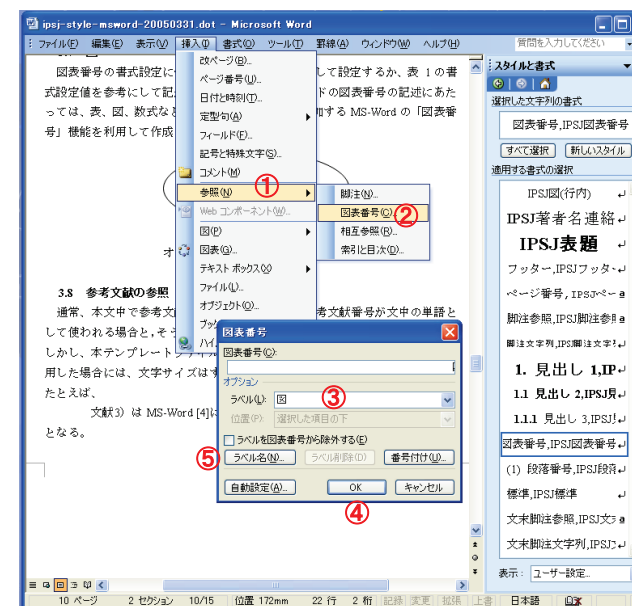 ipsj-style-msword-20050331.dot - Microsoft Word
ファイル(F) 編集(E) 表示(V) 挿入(I) 書式(O) ツール(T) 罫線(A) ウィンドウ(W) ヘルプ(H)
質問を入力してください
改ページ(B)...
ページ番号(U)...
日付と時刻(T)...
定型句(A)
フィールド(F)...
記号と特殊文字(S)...
コメント(M)
参照(N) ①
Web コンポーネント(W)...
図(P)
図表(G)...
テキスト ボックス(X)
ファイル(L)...
オブジェクト(O)...
脚注(N)...
図表番号(C)... ②
相互参照(R)...
索引と目次(D)...
図表番号の書式設定に
して設定するか、表 1の書
式設定値を参考にして記
ドの図表番号の記述にあた
っては、表、図、数式な
加する MS-Word の「図表番
号」機能を利用して作成
オ
3.8 参考文献の参照
通常、本文中で参考文
考文献番号が文中の単語と
して使われる場合と,そ
しかし、本テンプレート
用した場合には、文字サイズは
たとえば、
文献3) は MS-Word [4]に
となる。
図表番号
図表番号(C):
オプション
ラベル(L): 図 ③
位置(P): 選択した項目の下
ラベルを図表番号から除外する(E)
⑤ ラベル名(N)... ラベル削除(D) 番号付け(U)...
自動設定(A)... OK キャンセル
④
スタイルと書式
選択した文字列の書式
図表番号,IPSJ図表番号
すべて選択 新しいスタイル
適用する書式の選択
IPSJ図(行内)
IPSJ著者名連絡
IPSJ表題
フッター,IPSJフッタ
ページ番号,IPSJペー
脚注参照,IPSJ脚注参
脚注文字列,IPSJ脚注文字
1. 見出し 1,IP
1.1 見出し 2,IPSJ見
1.1.1 見出し 3,IPSJ
図表番号,IPSJ図表番号
(1) 段落番号,IPSJ段落
標準,IPSJ標準
文末脚注参照,IPSJ文
文末脚注文字列,IPSJ
表示: ユーザー設定...
10 ページ 2 セクション 10/15 位置 172mm 22 行 2 桁 記録 変更 拡張 上書 日本語